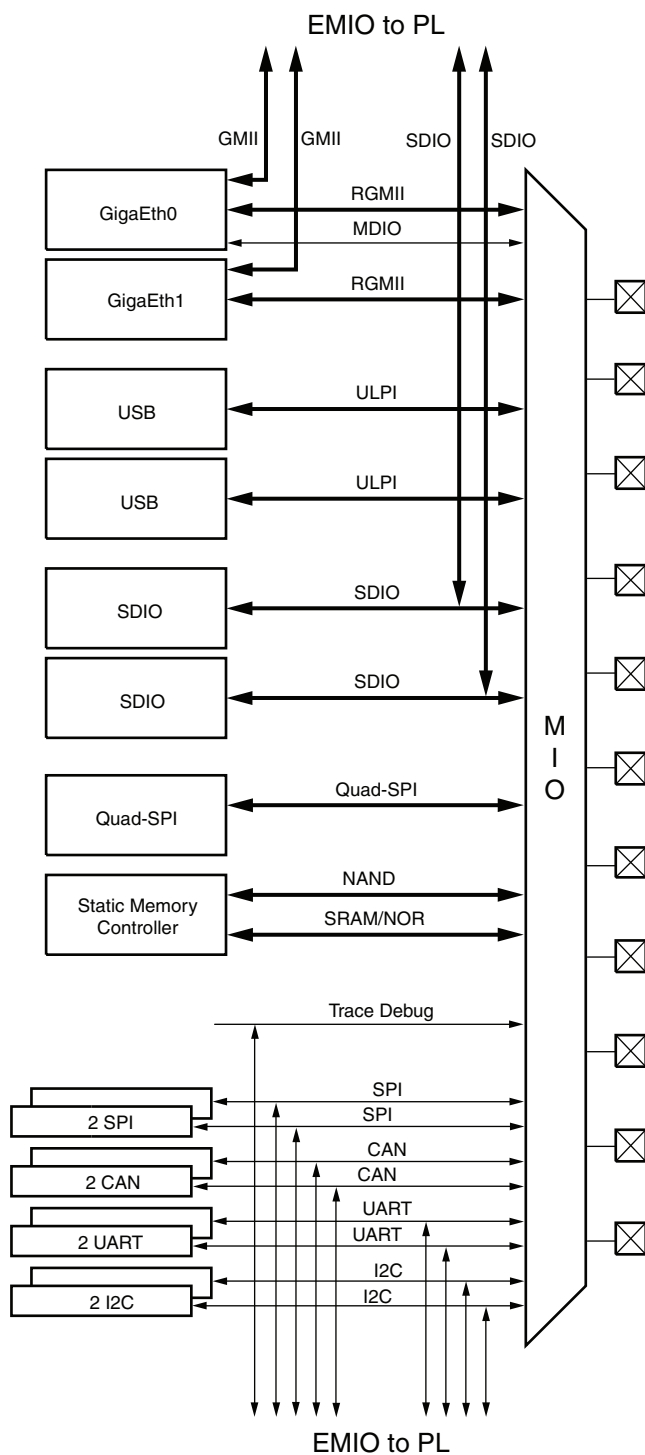 EMIO to PL
GMII
GMII
SDIO
SDIO
GigaEth0
RGMII
MDIO
GigaEth1
RGMII
USB
ULPI
USB
ULPI
SDIO
SDIO
SDIO
SDIO
M
I
O
Quad-SPI
Quad-SPI
Static Memory
Controller
NAND
SRAM/NOR
Trace Debug
SPI
2 SPI
SPI
CAN
2 CAN
CAN
UART
2 UART
UART
I2C
2 I2C
I2C
EMIO to PL